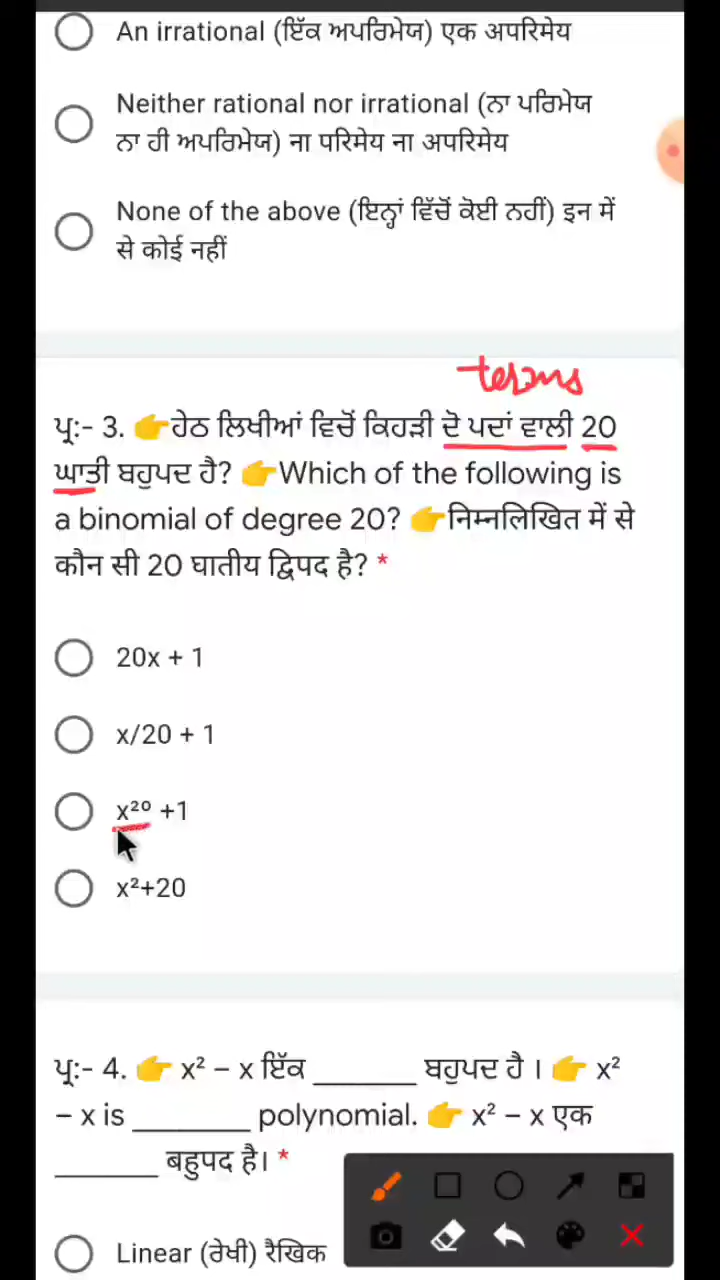 An irrational (ਇੱਕ ਅਪਰਿਮੇਯ) एक अपरिमेय
Neither rational nor irrational (ਨਾ ਪਰਿਮੇਯ
ਨਾ ਹੀ ਅਪਰਿਮੇਯ) ना परिमेय ना अपरिमेय
None of the above (ਇਨ੍ਹਾਂ ਵਿੱਚੋਂ ਕੋਈ ਨਹੀਂ) इन में
से कोई नहीं
terms
ਪ੍ਰ:- 3. 👉ਹੇਠ ਲਿਖੀਆਂ ਵਿਚੋਂ ਕਿਹੜੀ ਦੋ ਪਦਾਂ ਵਾਲੀ 20
ਘਾਤੀ ਬਹੁਪਦ ਹੈ? 👉Which of the following is
a binomial of degree 20? 👉निम्नलिखित में से
कौन सी 20 घातीय द्विपद है? *
20x + 1
x/20 + 1
x²⁰ +1
x²+20
ਪ੍ਰ:- 4. 👉 x² – x ਇੱਕ ________ ਬਹੁਪਦ ਹੈ । 👉 x²
– x is _________ polynomial. 👉 x² – x एक
________ बहुपद है। *
Linear (ਰੇਖੀ) रैखिक